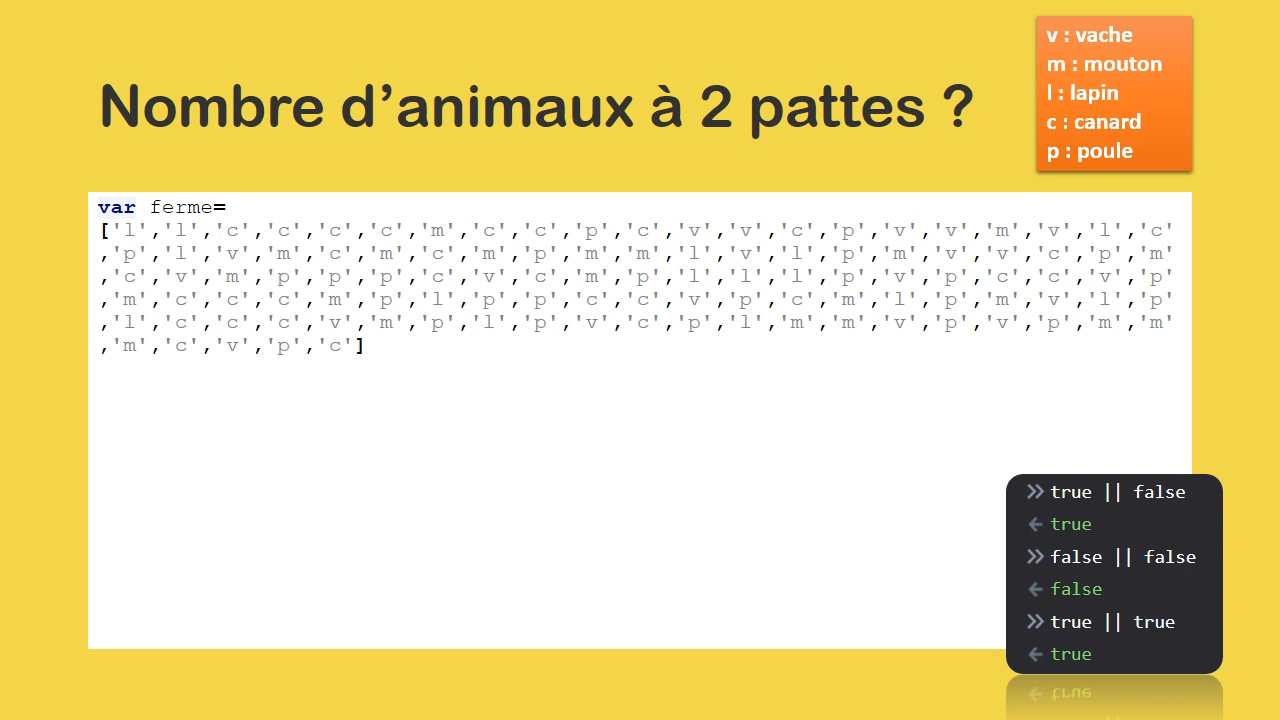 v : vache
m : mouton
l : lapin
c : canard
p : poule
Nombre d’animaux à 2 pattes ?
var ferme=
['l','l','c','c','c','c','m','c','c','p','c','v','v','c','p','v','v','m','v','l','c'
,'p','l','v','m','c','m','c','m','p','m','m','l','v','l','p','m','v','v','c','p','m'
,'c','v','m','p','p','p','c','v','c','m','p','l','l','l','p','v','p','c','c','v','p'
,'m','c','c','c','m','p','l','p','p','c','c','v','p','c','m','l','p','m','v','l','p'
,'l','c','c','c','v','m','p','l','p','v','c','p','l','m','m','v','p','v','p','m','m'
,'m','c','v','p','c']
true || false
true
false || false
false
true || true
true